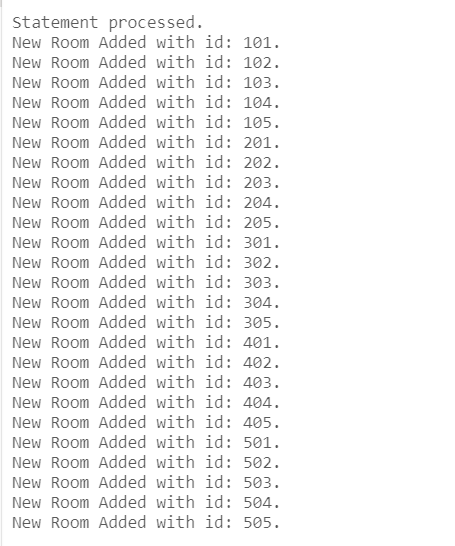 Statement processed.
New Room Added with id: 101.
New Room Added with id: 102.
New Room Added with id: 103.
New Room Added with id: 104.
New Room Added with id: 105.
New Room Added with id: 201.
New Room Added with id: 202.
New Room Added with id: 203.
New Room Added with id: 204.
New Room Added with id: 205.
New Room Added with id: 301.
New Room Added with id: 302.
New Room Added with id: 303.
New Room Added with id: 304.
New Room Added with id: 305.
New Room Added with id: 401.
New Room Added with id: 402.
New Room Added with id: 403.
New Room Added with id: 404.
New Room Added with id: 405.
New Room Added with id: 501.
New Room Added with id: 502.
New Room Added with id: 503.
New Room Added with id: 504.
New Room Added with id: 505.